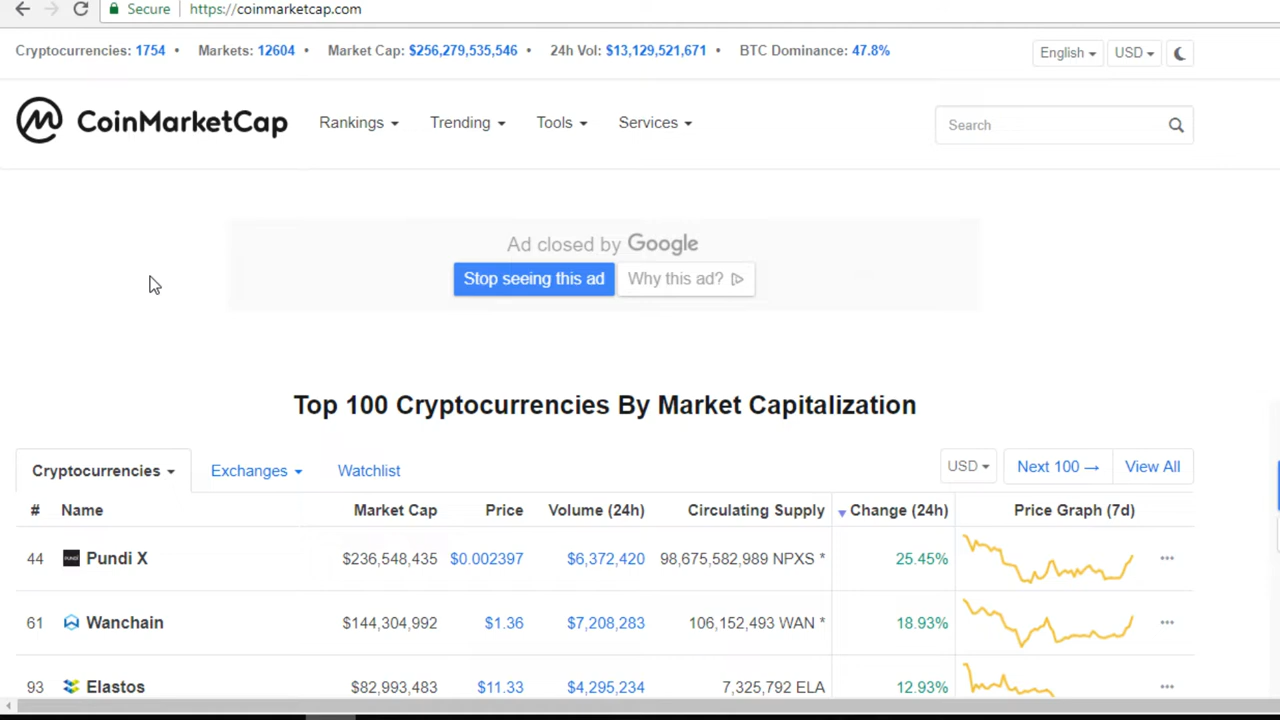 Secure https://coinmarketcap.com
Cryptocurrencies: 1754 • Markets: 12604 • Market Cap: $256,279,535,546 • 24h Vol: $13,129,521,671 • BTC Dominance: 47.8% English USD
CoinMarketCap Rankings Trending Tools Services Search
Ad closed by Google
Stop seeing this ad Why this ad?
Top 100 Cryptocurrencies By Market Capitalization
Cryptocurrencies Exchanges Watchlist USD Next 100 → View All
# Name Market Cap Price Volume (24h) Circulating Supply Change (24h) Price Graph (7d)
44 Pundi X $236,548,435 $0.002397 $6,372,420 98,675,582,989 NPXS * 25.45%
61 Wanchain $144,304,992 $1.36 $7,208,283 106,152,493 WAN * 18.93%
93 Elastos $82,993,483 $11.33 $4,295,234 7,325,792 ELA 12.93%